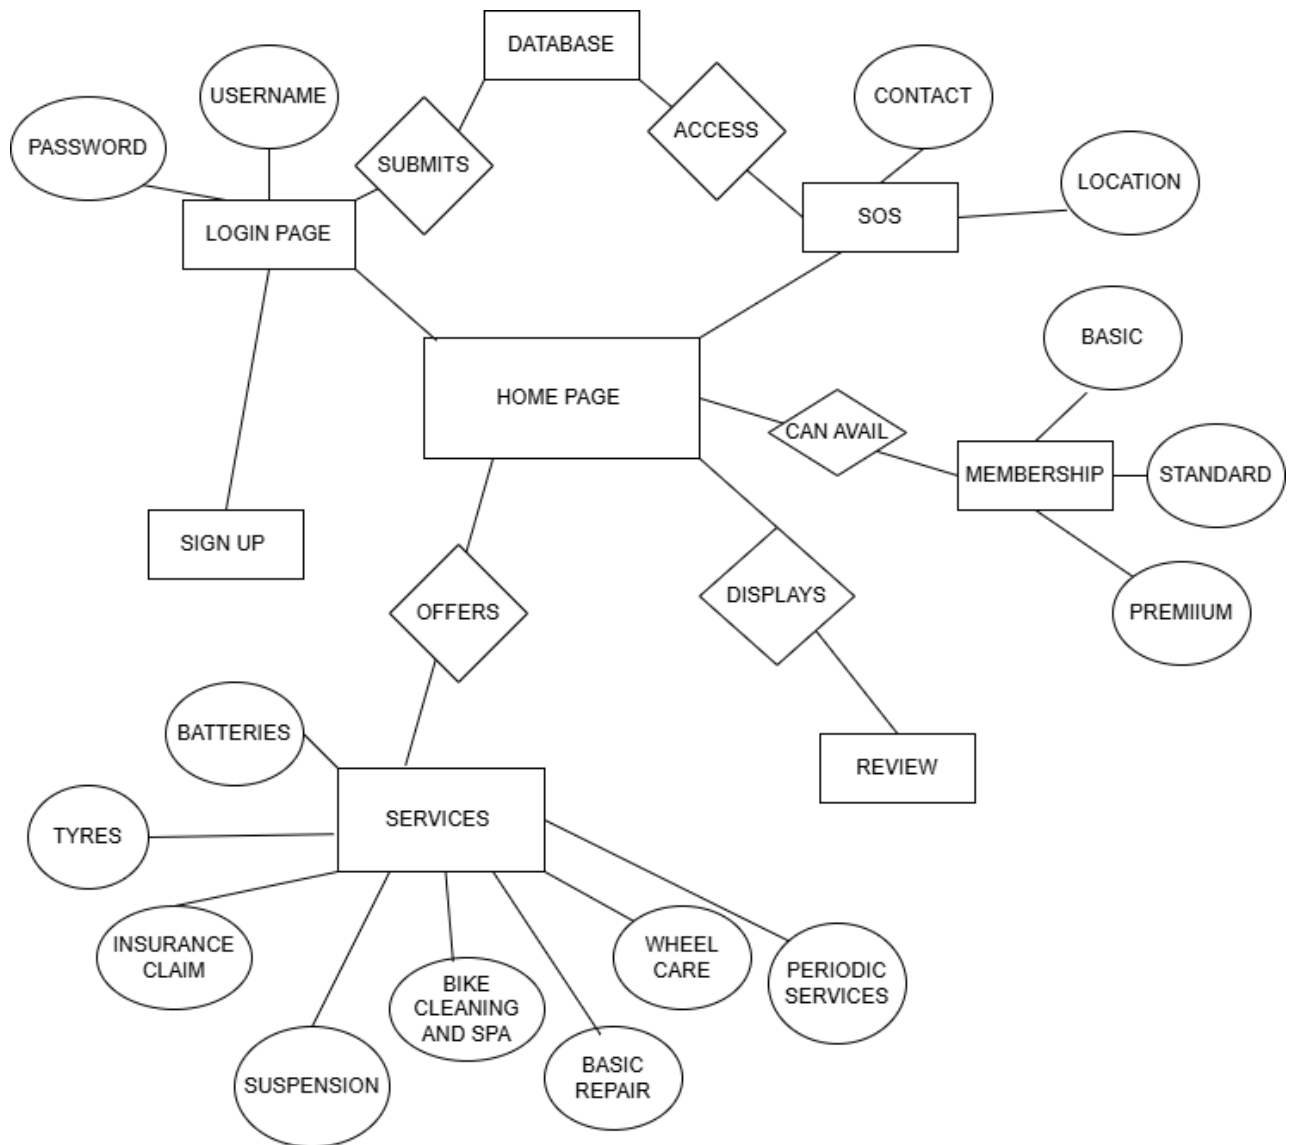 DATABASE
USERNAME
CONTACT
PASSWORD
SUBMITS
ACCESS
LOCATION
LOGIN PAGE
SOS
BASIC
HOME PAGE
CAN AVAIL
MEMBERSHIP
STANDARD
SIGN UP
OFFERS
DISPLAYS
PREMIIUM
BATTERIES
REVIEW
TYRES
SERVICES
INSURANCE
CLAIM
WHEEL
CARE
PERIODIC
SERVICES
BIKE
CLEANING
AND SPA
SUSPENSION
BASIC
REPAIR